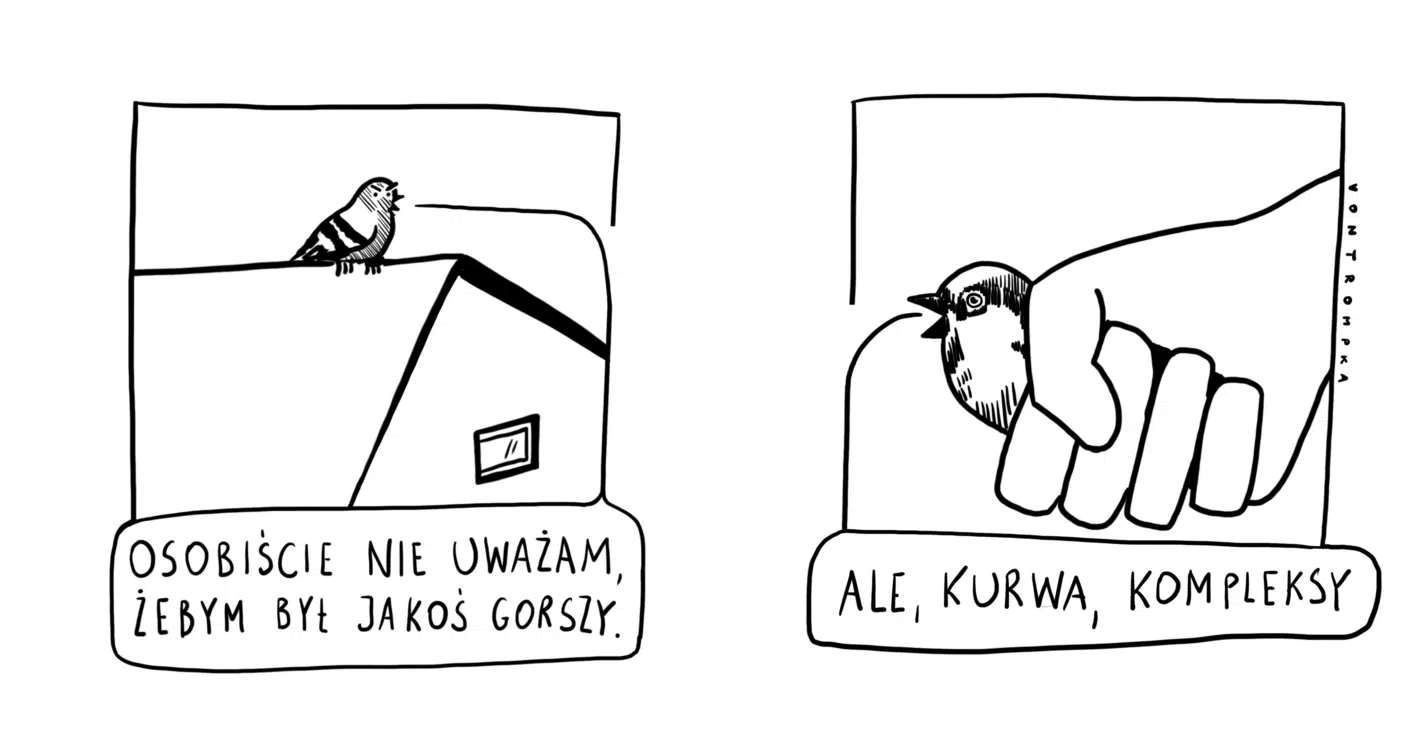 OSOBIŚCIE NIE UWAŻAM,
ŻEBYM BYŁ JAKOŚ GORSZY.
ALE, KURWA, KOMPLEKSY
VONTROMPKA